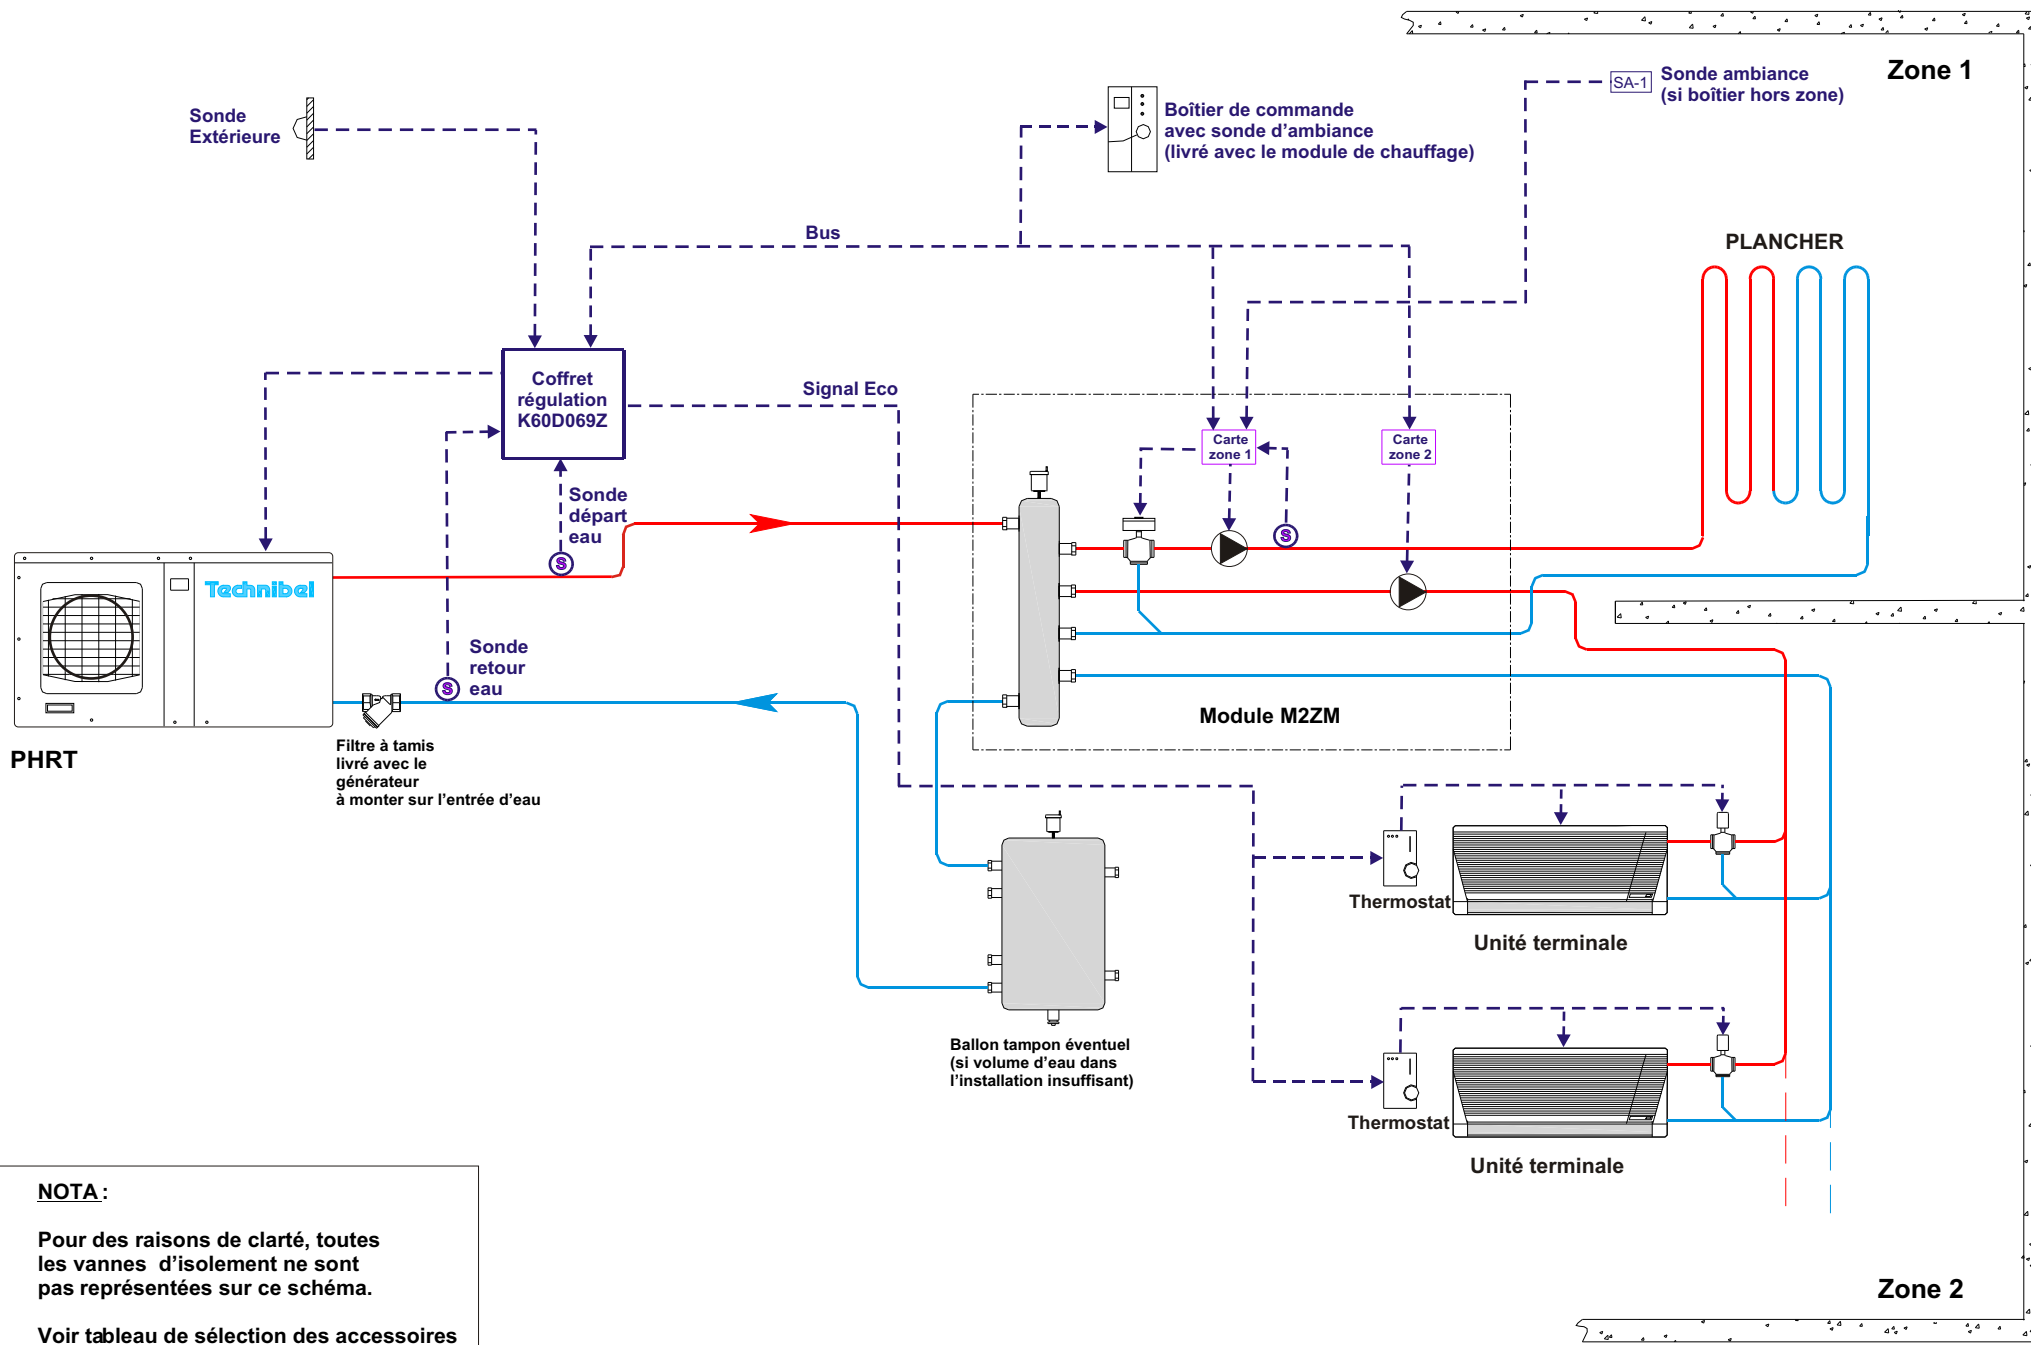 Zone 1
SA-1
Sonde ambiance
(si boîtier hors zone)
Sonde
Extérieure
Boîtier de commande
avec sonde d'ambiance
(livré avec le module de chauffage)
Bus
PLANCHER
Coffret
régulation
K60D069Z
Signal Eco
Carte
zone 1
Carte
zone 2
Sonde
départ
eau
S
S
Technibel
Sonde
retour
eau
S
Module M2ZM
PHRT
Filtre à tamis
livré avec le
générateur
à monter sur l'entrée d'eau
Thermostat
Unité terminale
Ballon tampon éventuel
(si volume d'eau dans
l'installation insuffisant)
Thermostat
Unité terminale
NOTA :
Pour des raisons de clarté, toutes
les vannes d'isolement ne sont
pas représentées sur ce schéma.
Voir tableau de sélection des accessoires
Zone 2